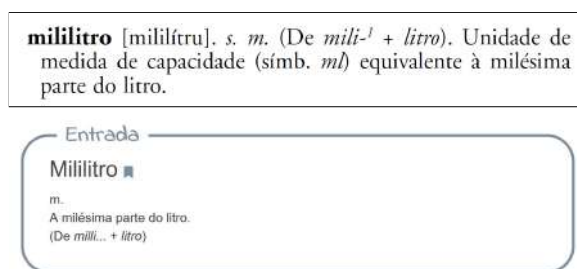 mililitro [mililítru]. s. m. (De mili-¹ + litro). Unidade de
medida de capacidade (símb. ml) equivalente à milésima
parte do litro.
Entrada
Mililitro
m.
A milésima parte do litro.
(De milli... + litro)